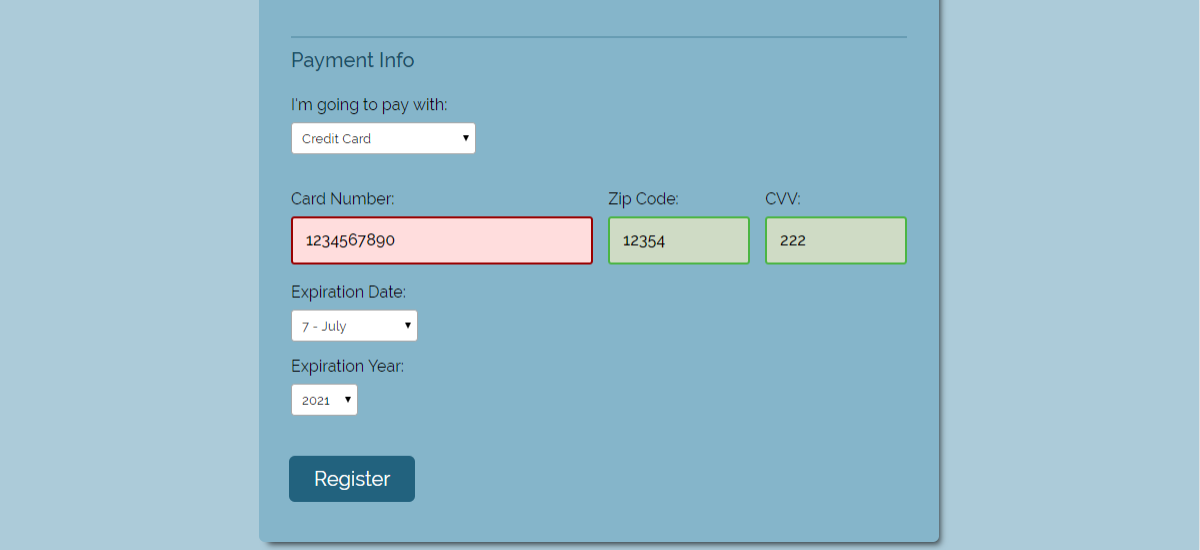 Payment Info
I'm going to pay with:
Credit Card
Card Number: Zip Code: CVV:
1234567890 12354 222
Expiration Date:
7 - July
Expiration Year:
2021
Register